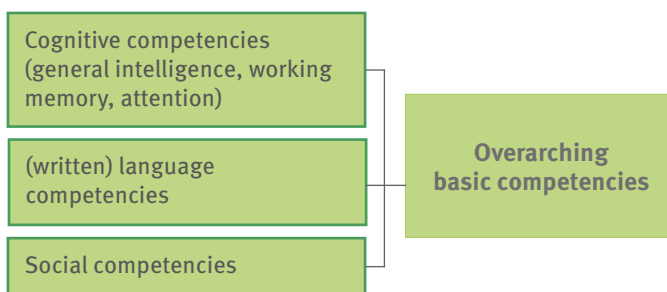 Cognitive competencies
(general intelligence, working
memory, attention)
(written) language
competencies
Social competencies
Overarching
basic competencies